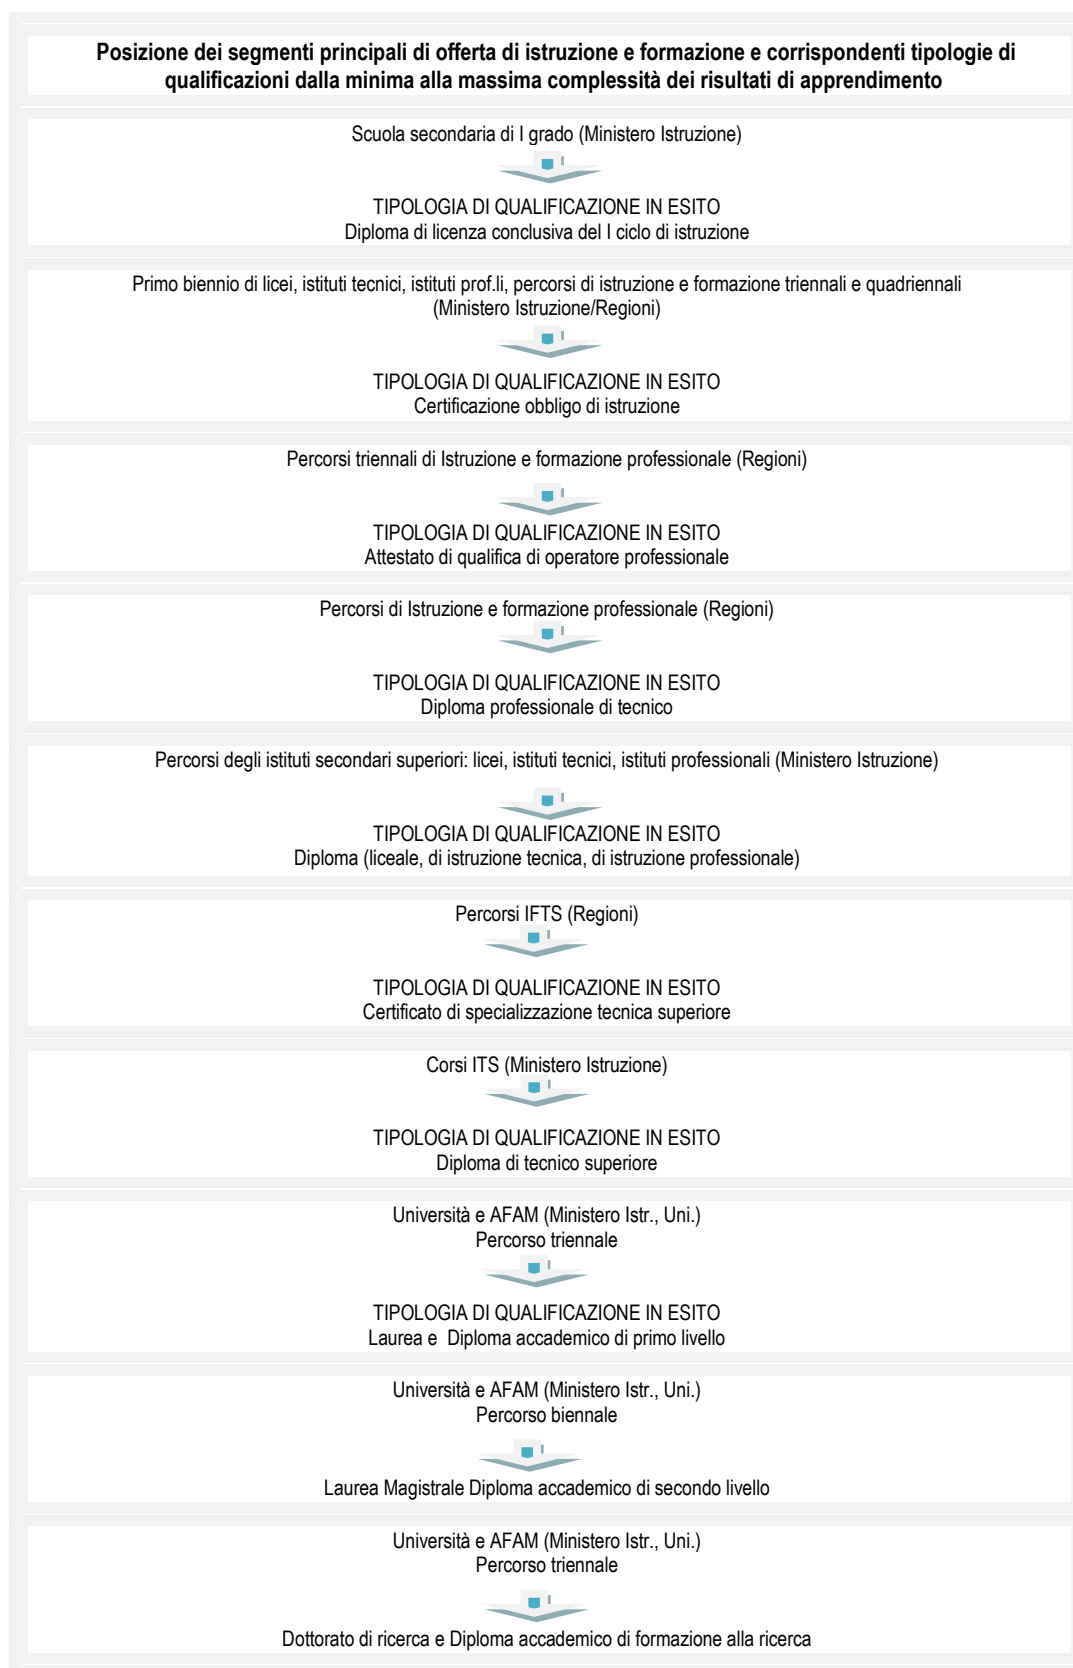 Posizione dei segmenti principali di offerta di istruzione e formazione e corrispondenti tipologie di
qualificazioni dalla minima alla massima complessità dei risultati di apprendimento
Scuola secondaria di I grado (Ministero Istruzione)
TIPOLOGIA DI QUALIFICAZIONE IN ESITO
Diploma di licenza conclusiva del I ciclo di istruzione
Primo biennio di licei, istituti tecnici, istituti prof.li, percorsi di istruzione e formazione triennali e quadriennali
(Ministero Istruzione/Regioni)
TIPOLOGIA DI QUALIFICAZIONE IN ESITO
Certificazione obbligo di istruzione
Percorsi triennali di Istruzione e formazione professionale (Regioni)
TIPOLOGIA DI QUALIFICAZIONE IN ESITO
Attestato di qualifica di operatore professionale
Percorsi di Istruzione e formazione professionale (Regioni)
TIPOLOGIA DI QUALIFICAZIONE IN ESITO
Diploma professionale di tecnico
Percorsi degli istituti secondari superiori: licei, istituti tecnici, istituti professionali (Ministero Istruzione)
TIPOLOGIA DI QUALIFICAZIONE IN ESITO
Diploma (liceale, di istruzione tecnica, di istruzione professionale)
Percorsi IFTS (Regioni)
TIPOLOGIA DI QUALIFICAZIONE IN ESITO
Certificato di specializzazione tecnica superiore
Corsi ITS (Ministero Istruzione)
TIPOLOGIA DI QUALIFICAZIONE IN ESITO
Diploma di tecnico superiore
Università e AFAM (Ministero Istr., Uni.)
Percorso triennale
TIPOLOGIA DI QUALIFICAZIONE IN ESITO
Laurea e Diploma accademico di primo livello
Università e AFAM (Ministero Istr., Uni.)
Percorso biennale
Laurea Magistrale Diploma accademico di secondo livello
Università e AFAM (Ministero Istr., Uni.)
Percorso triennale
Dottorato di ricerca e Diploma accademico di formazione alla ricerca